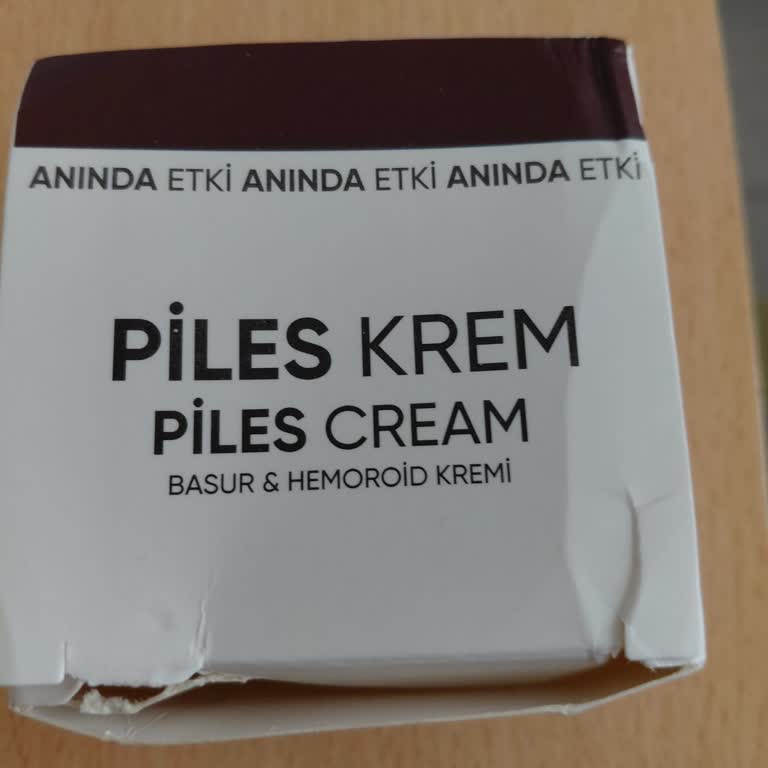 ANINDA ETKİ ANINDA ETKİ ANINDA ETKİ
PİLES KREM
PİLES CREAM
BASUR & HEMOROİD KREMİ